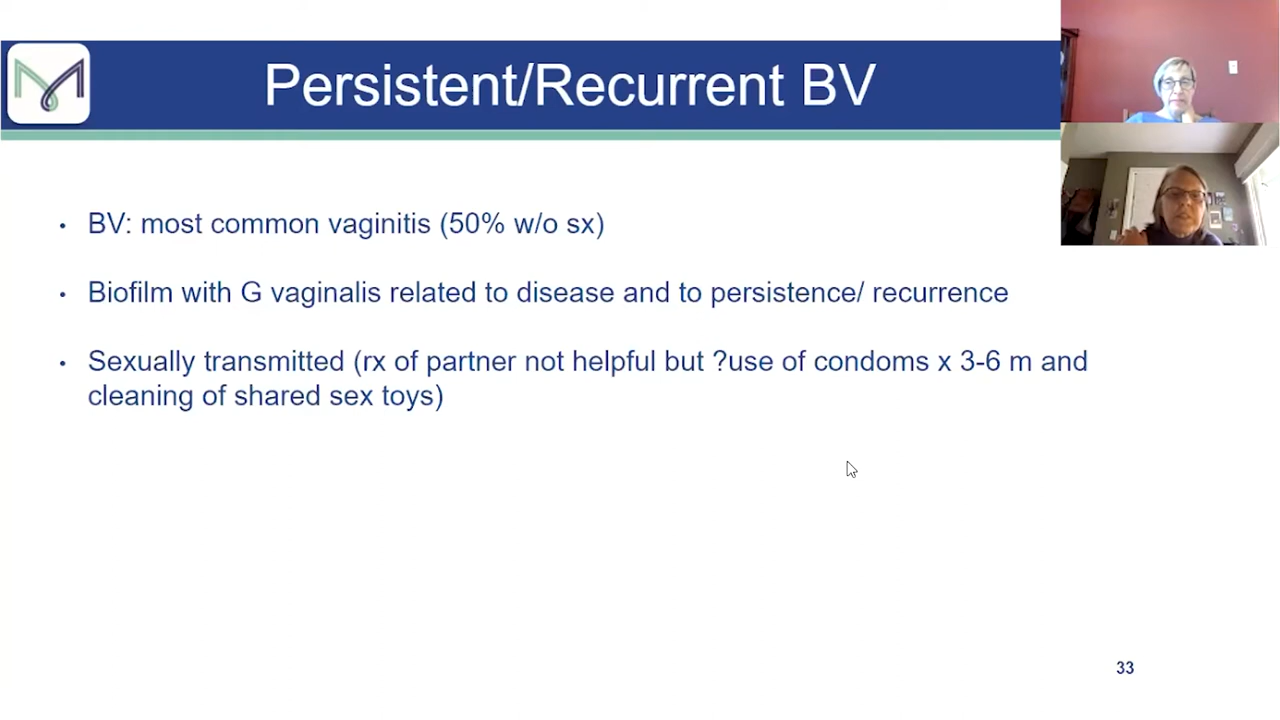 Persistent/Recurrent BV
• BV: most common vaginitis (50% w/o sx)
• Biofilm with G vaginalis related to disease and to persistence/ recurrence
• Sexually transmitted (rx of partner not helpful but ?use of condoms x 3-6 m and
cleaning of shared sex toys)
33